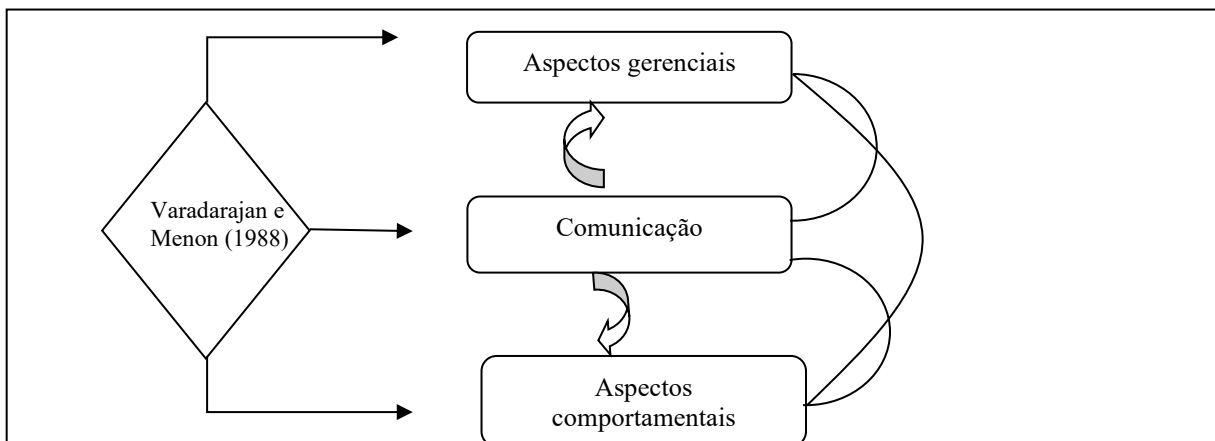 Aspectos gerenciais
Varadarajan e
Menon (1988)
Comunicação
Aspectos
comportamentais